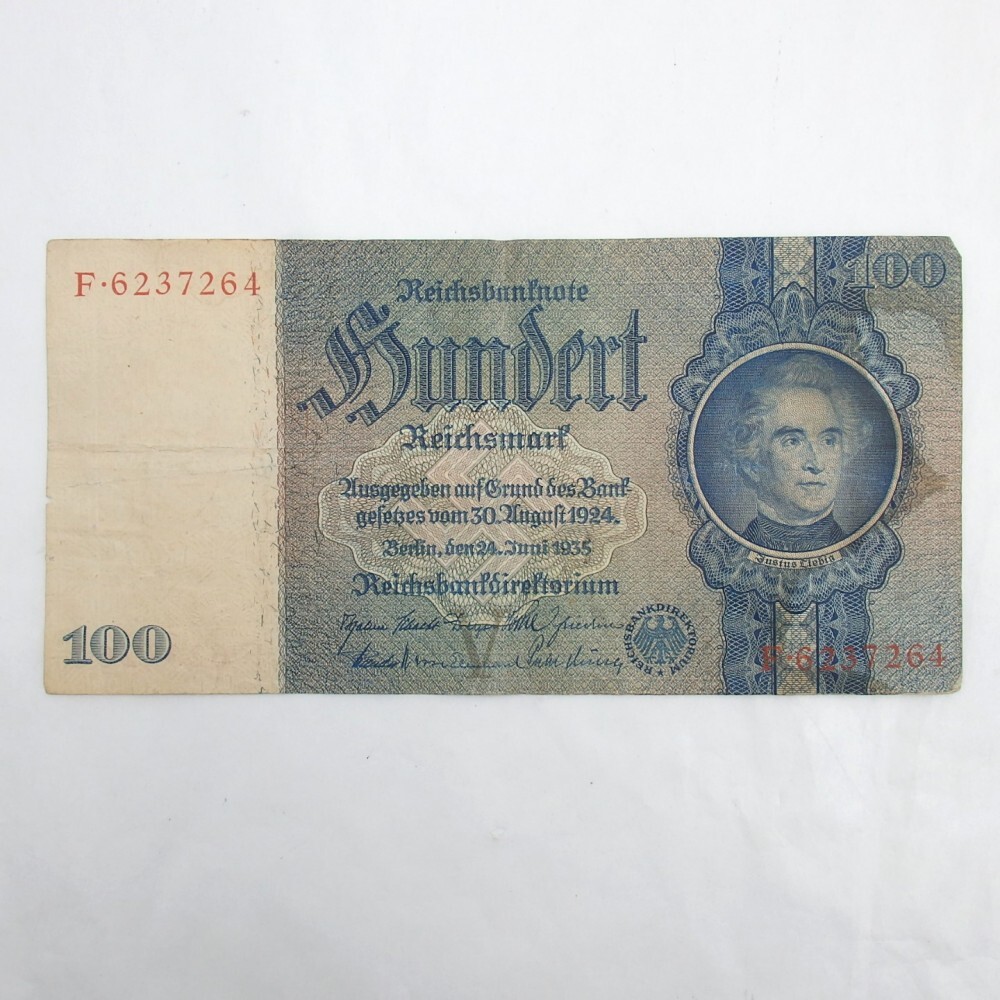 F·6237264
100
Reichsbanknote
Hundert
Reichsmark
Ausgegeben auf Grund des Bank-
gesetzes vom 30. August 1924.
Berlin, den 24. Juni 1935
Reichsbankdirektorium
REICHSBANKDIREKTORIUM
Justus Liebig
F·6237264
100